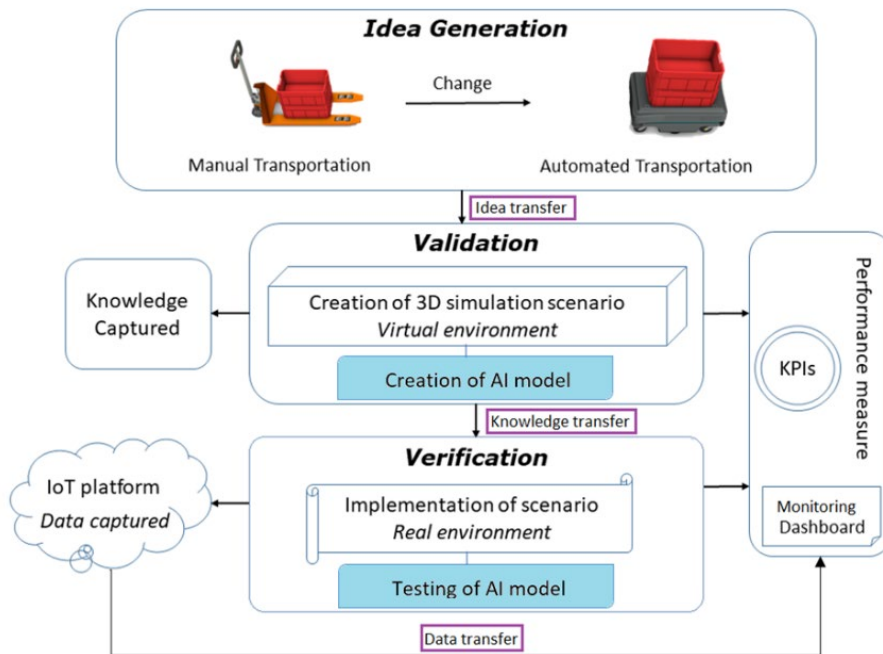 Idea Generation
Change
Manual Transportation
Automated Transportation
Idea transfer
Validation
Creation of 3D simulation scenario
Virtual environment
Creation of AI model
Knowledge
Captured
Knowledge transfer
Verification
Implementation of scenario
Real environment
Testing of AI model
IoT platform
Data captured
Performance measure
KPIs
Monitoring
Dashboard
Data transfer